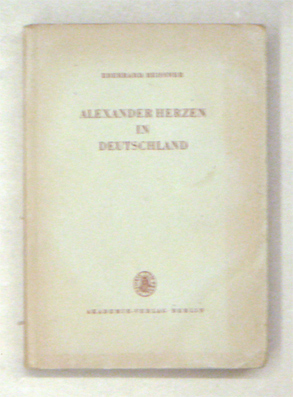 EBERHARD REISSNER
ALEXANDER HERZEN
IN
DEUTSCHLAND
AKADEMIE-VERLAG · BERLIN